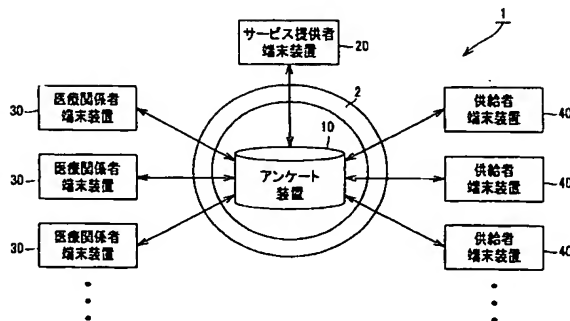 サービス提供者
端末装置
20
1
2
10
アンケート
装置
30
医療関係者
端末装置
30
医療関係者
端末装置
30
医療関係者
端末装置
供給者
端末装置
40
供給者
端末装置
40
供給者
端末装置
40